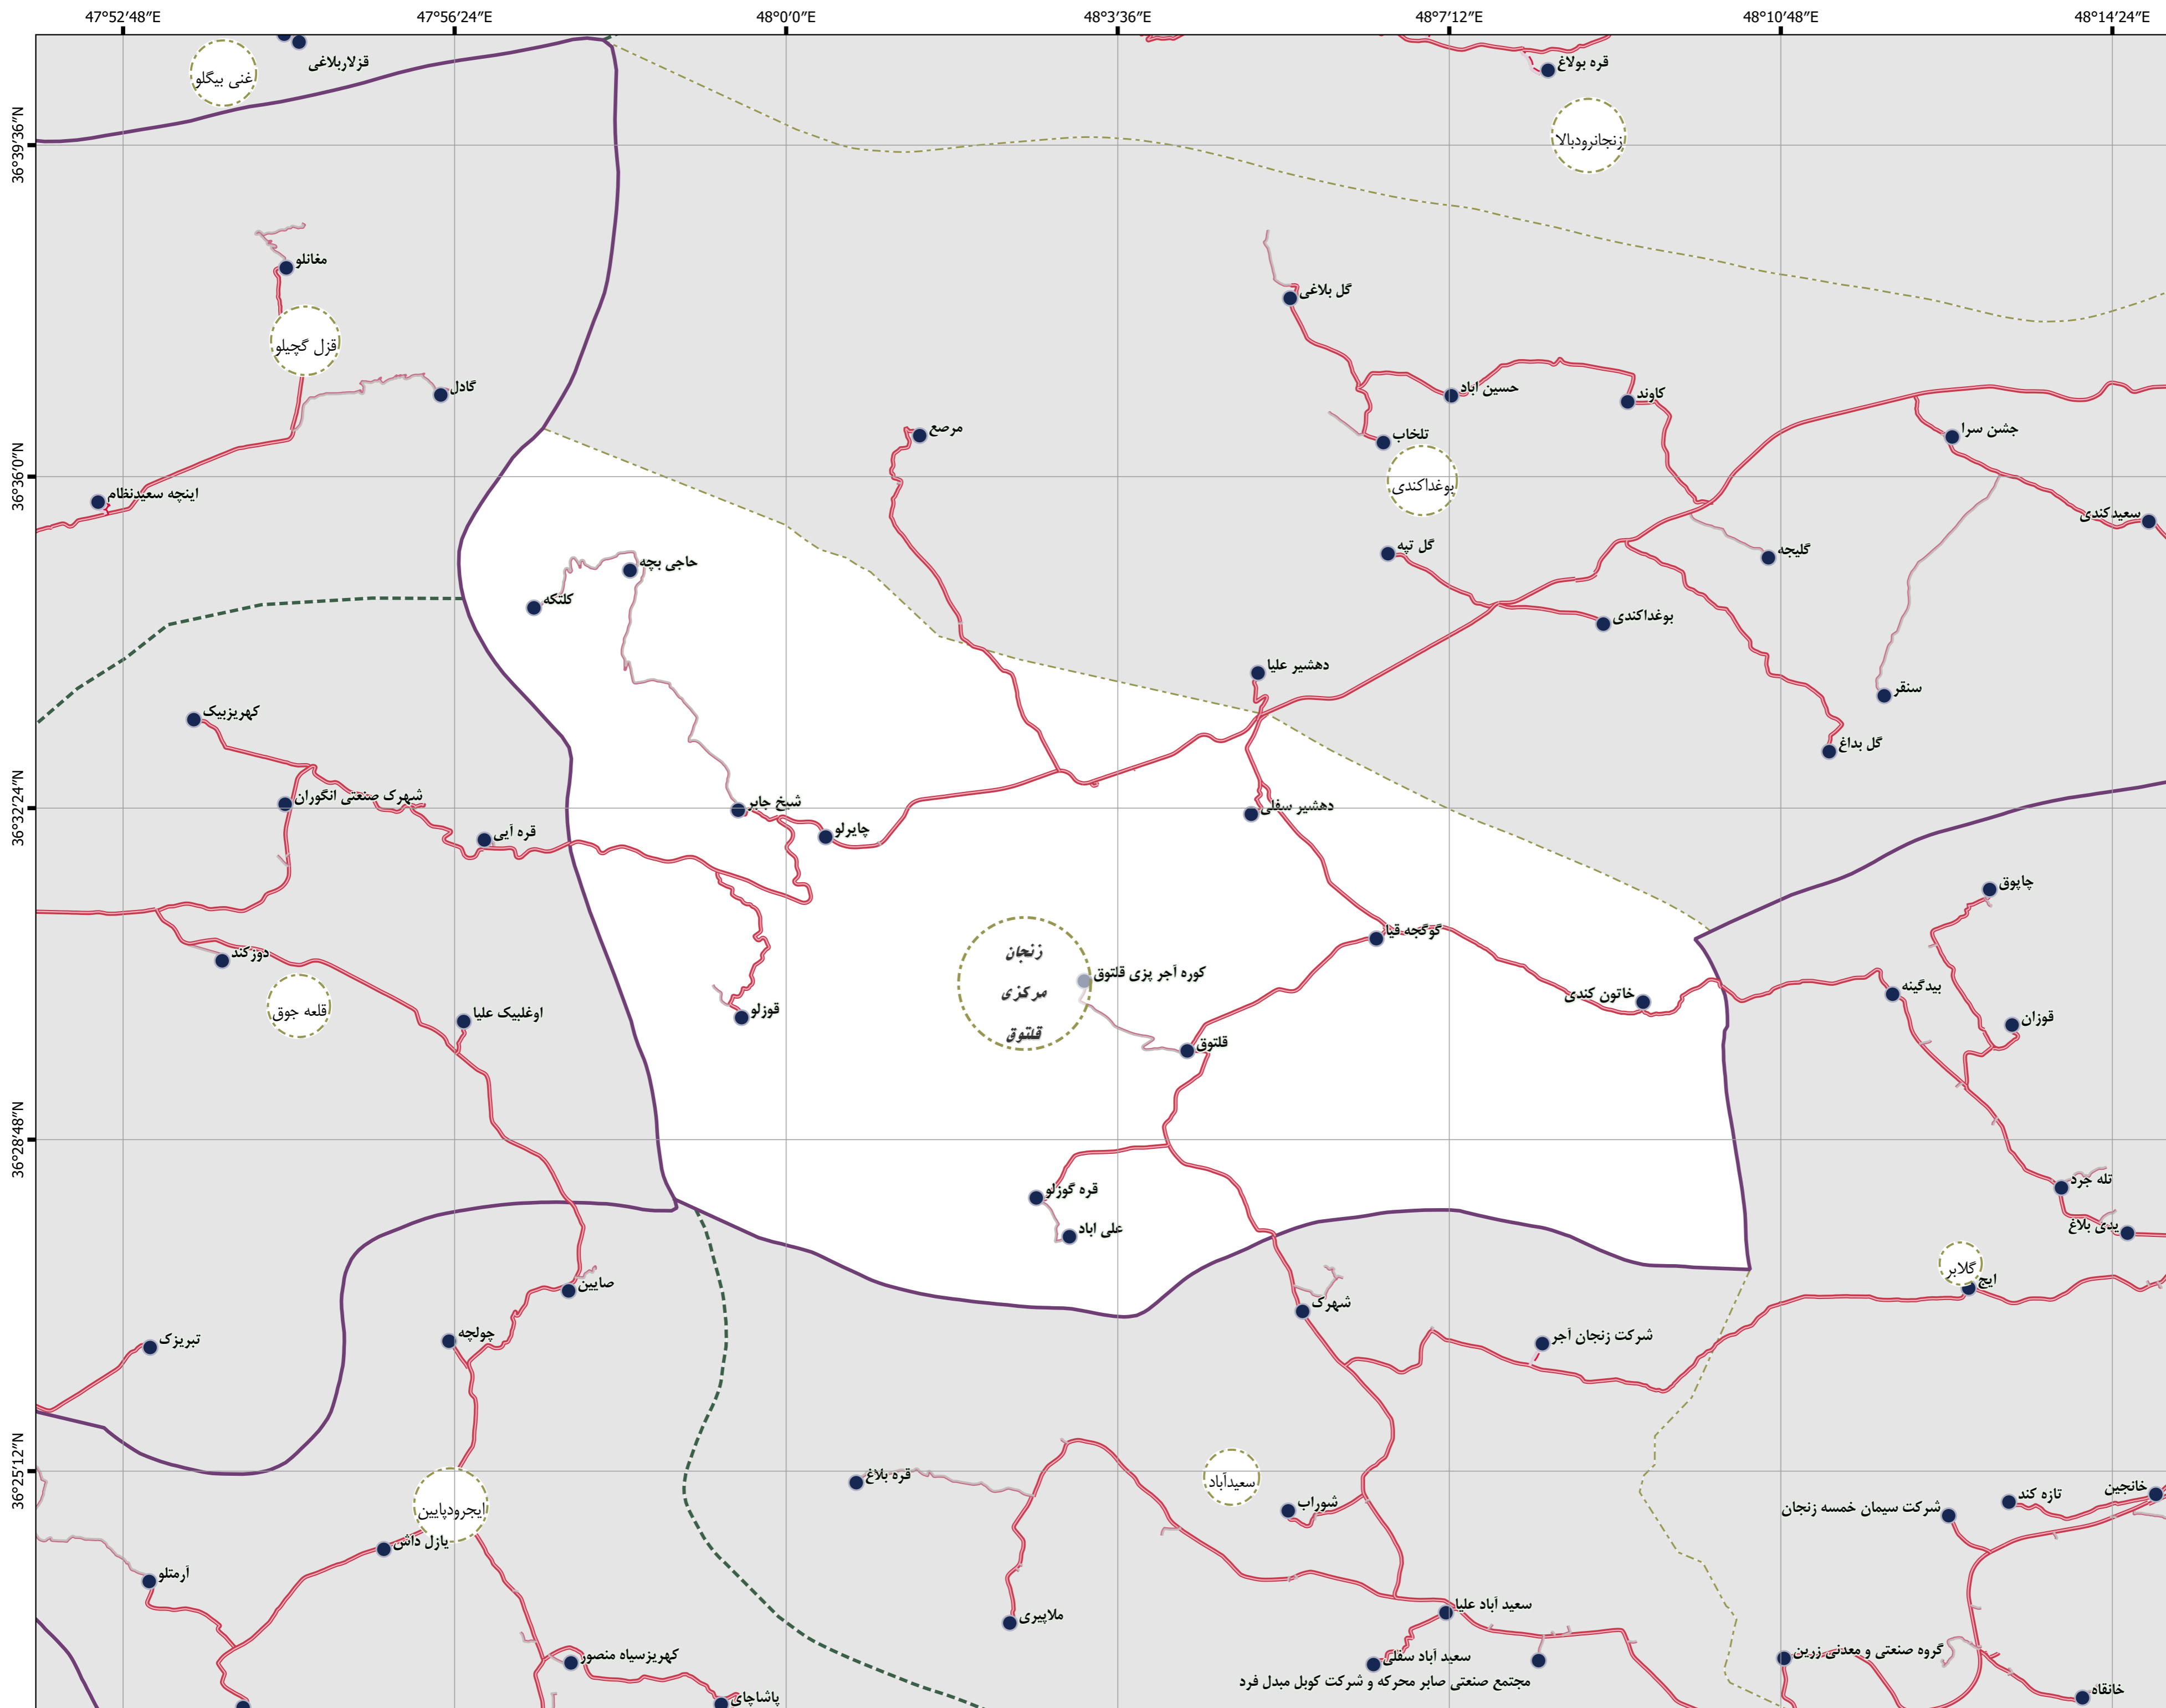 47°52'48"E
47°56'24"E
48°0'0"E
48°3'36"E
48°7'12"E
48°10'48"E
48°14'24"E
36°39'36"N
36°36'0"N
36°32'24"N
36°28'48"N
36°25'12"N
قزلاربلاغی
غنی بیگلو
قره بولاغ
زنجانرودبالا
مغانلو
گل بلاغی
قزل گچیلو
گادل
حسین اباد
کاوند
مرصع
تلخاب
جشن سرا
بوغداکندی
اینچه سعیدنظام
سعیدکندی
گل تپه
گلیجه
حاجی بچه
کلتکه
بوغداکندی
دهشیر علیا
سنقر
کهریزبیک
گل بداغ
شهرک صنعتی انگوران
شیخ جابر
دهشیر سفلی
چایرلو
قره آیی
چاپوق
گوگجه قیا
زنجان
مرکزی
قلتوق
کوره آجر پزی قلتوق
دوزکند
بیدگینه
خاتون کندی
قوزلو
قلعه جوق
اوغلبیک علیا
قوزان
قلتوق
تله جرد
قره گوزلو
علی اباد
یدی بلاغ
گلابر
ایج
صایین
شهرک
چولچه
تبریزک
شرکت زنجان آجر
قره بلاغ
سعیدآباد
خانجین
تازه کند
شوراب
شرکت سیمان خمسه زنجان
ایجرودپایین
یازل داش
آرمتلو
سعید آباد علیا
ملاپیری
گروه صنعتی و معدنی زرین
کهریزسیاه منصور
سعید آباد سفلی
مجتمع صنعتی صابر محرکه و شرکت کوبل مبدل فرد
خانقاه
پاشاچای